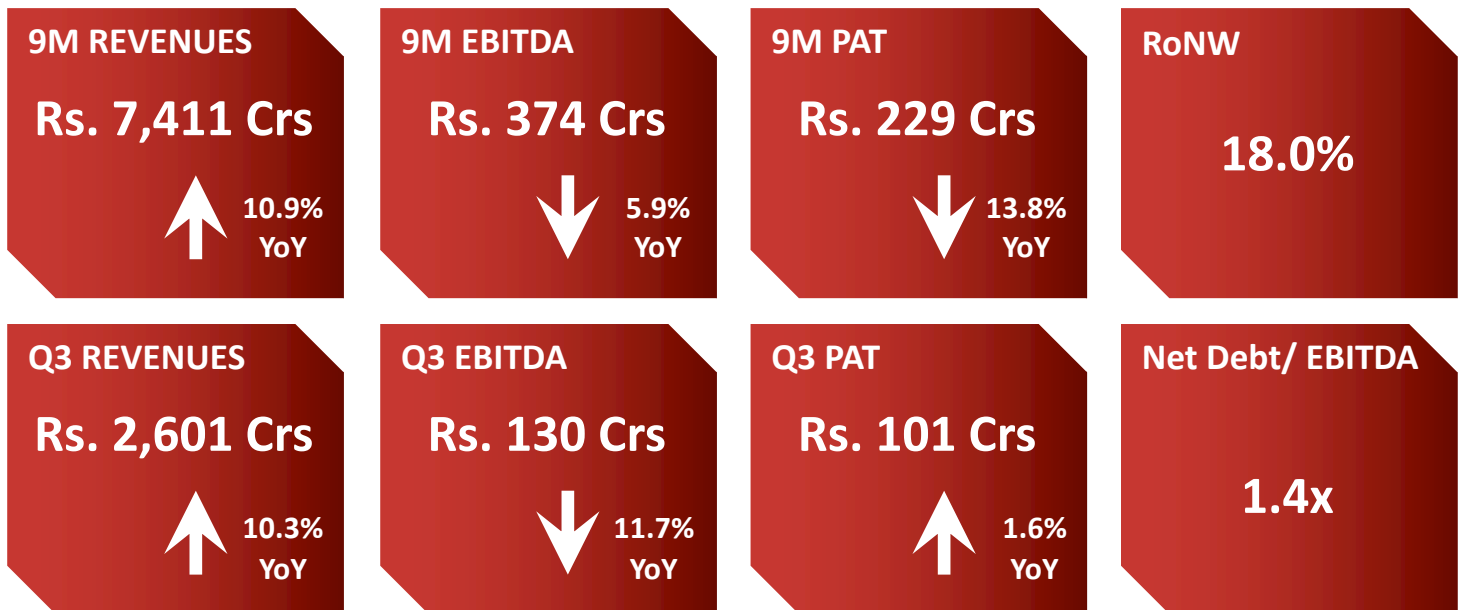 9M REVENUES
Rs. 7,411 Crs
10.9%
YoY
9M EBITDA
Rs. 374 Crs
5.9%
YoY
9M PAT
Rs. 229 Crs
13.8%
YoY
RoNW
18.0%
Q3 REVENUES
Rs. 2,601 Crs
10.3%
YoY
Q3 EBITDA
Rs. 130 Crs
11.7%
YoY
Q3 PAT
Rs. 101 Crs
1.6%
YoY
Net Debt/ EBITDA
1.4x